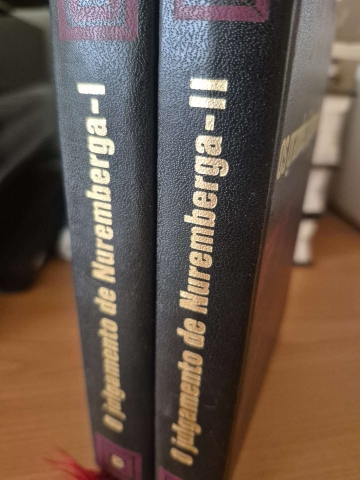 O julgamento de Nuremberga-I
O julgamento de Nuremberga-II